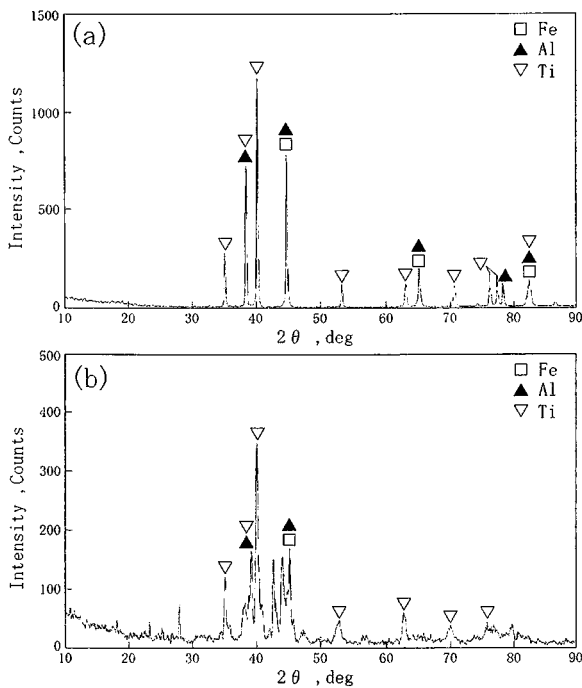 (a)
□ Fe
▲ Al
▽ Ti
Intensity ,Counts
1500
1000
500
0
10 20 30 40 50 60 70 80 90
2θ ,deg
(b)
□ Fe
▲ Al
▽ Ti
Intensity ,Counts
500
400
300
200
100
0
10 20 30 40 50 60 70 80 90
2θ ,deg